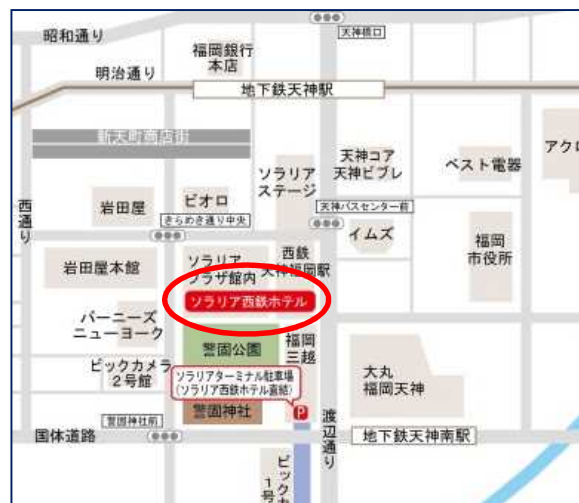 昭和通り
天神橋口
福岡銀行
本店
明治通り
地下鉄天神駅
新天町商店街
天神コア
天神ビブレ
ベスト電器
アクロ
ソラリア
ステージ
西通り
岩田屋
ビオロ
きらめき通り中央
天神バスセンター前
イムズ
福岡
市役所
岩田屋本館
ソラリア
プラザ館内
西鉄
天神福岡駅
ソラリア西鉄ホテル
バーニーズ
ニューヨーク
警固公園
福岡
三越
ビックカメラ
2号館
ソラリアターミナル駐車場
(ソラリア西鉄ホテル直結)
P
大丸
福岡天神
警固神社前
警固神社
渡辺通り
国体道路
地下鉄天神南駅
ビックカ
1号